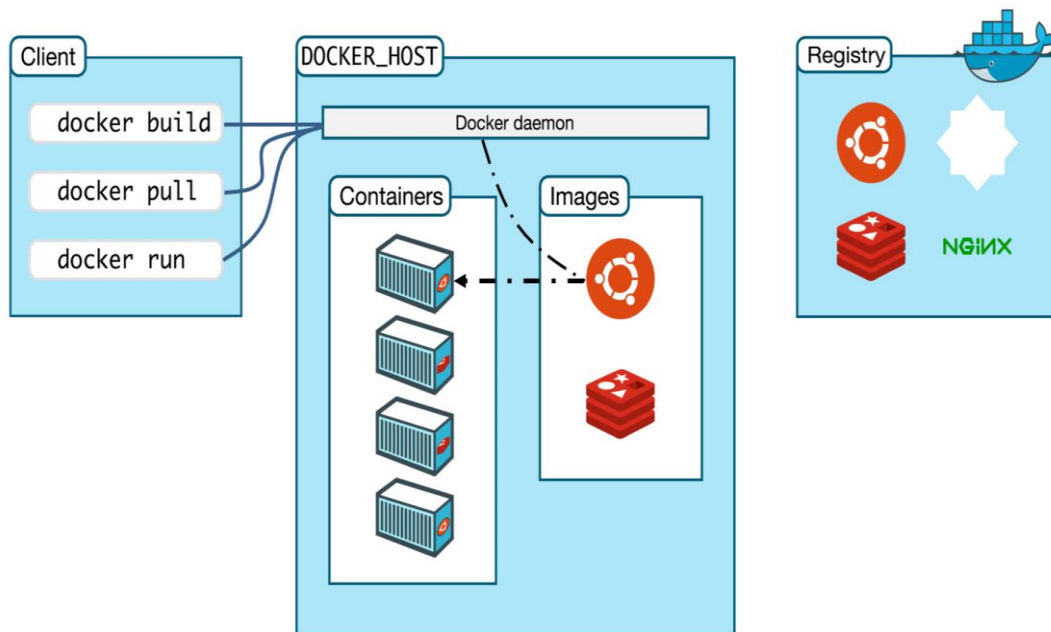 Client
docker build
docker pull
docker run
DOCKER_HOST
Docker daemon
Containers
Images
Registry
NGiNX